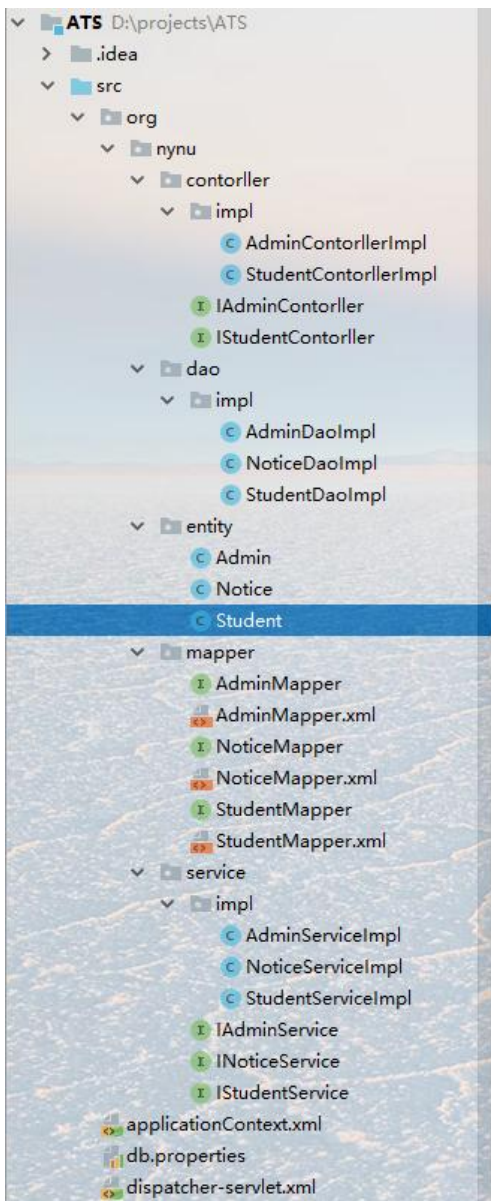 ATS D:\projects\ATS
.idea
src
org
nynu
contorller
impl
AdminContorllerImpl
StudentContorllerImpl
IAdminContorller
IStudentContorller
dao
impl
AdminDaoImpl
NoticeDaoImpl
StudentDaoImpl
entity
Admin
Notice
Student
mapper
AdminMapper
AdminMapper.xml
NoticeMapper
NoticeMapper.xml
StudentMapper
StudentMapper.xml
service
impl
AdminServiceImpl
NoticeServiceImpl
StudentServiceImpl
IAdminService
INoticeService
IStudentService
applicationContext.xml
db.properties
dispatcher-servlet.xml